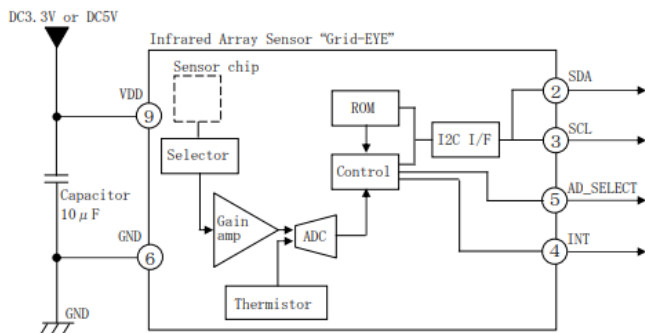 DC3.3V or DC5V
Infrared Array Sensor "Grid-EYE"
Sensor chip
VDD
9
Selector
ROM
Control
I2C I/F
SDA
2
SCL
3
AD_SELECT
5
INT
4
Capacitor
10μF
Gain
amp
ADC
GND
6
Thermistor
GND